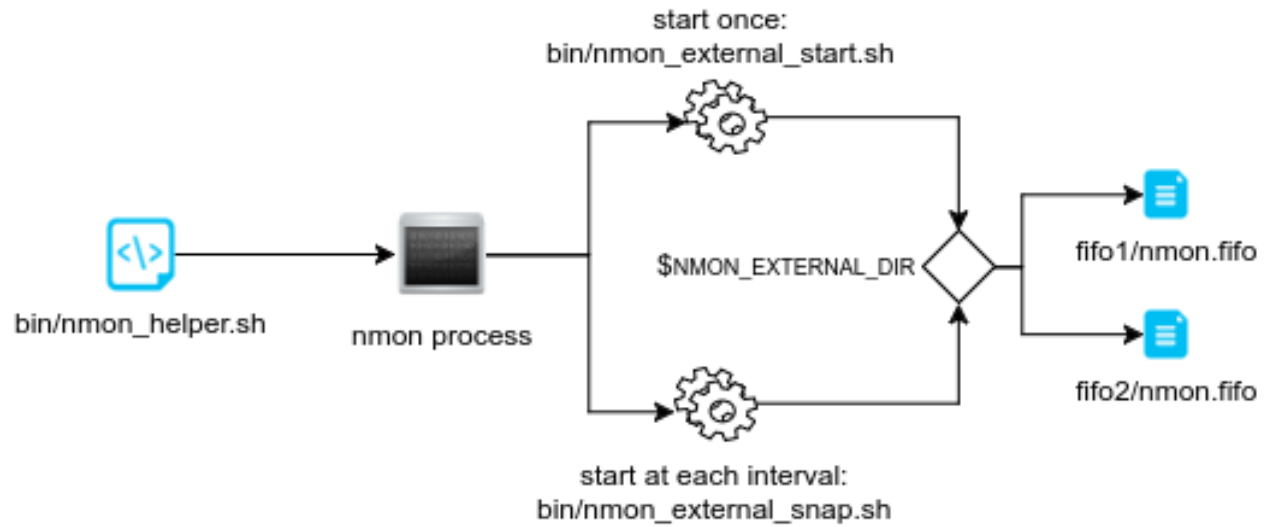 start once:
bin/nmon_external_start.sh
bin/nmon_helper.sh
nmon process
$NMON_EXTERNAL_DIR
fifo1/nmon.fifo
fifo2/nmon.fifo
start at each interval:
bin/nmon_external_snap.sh